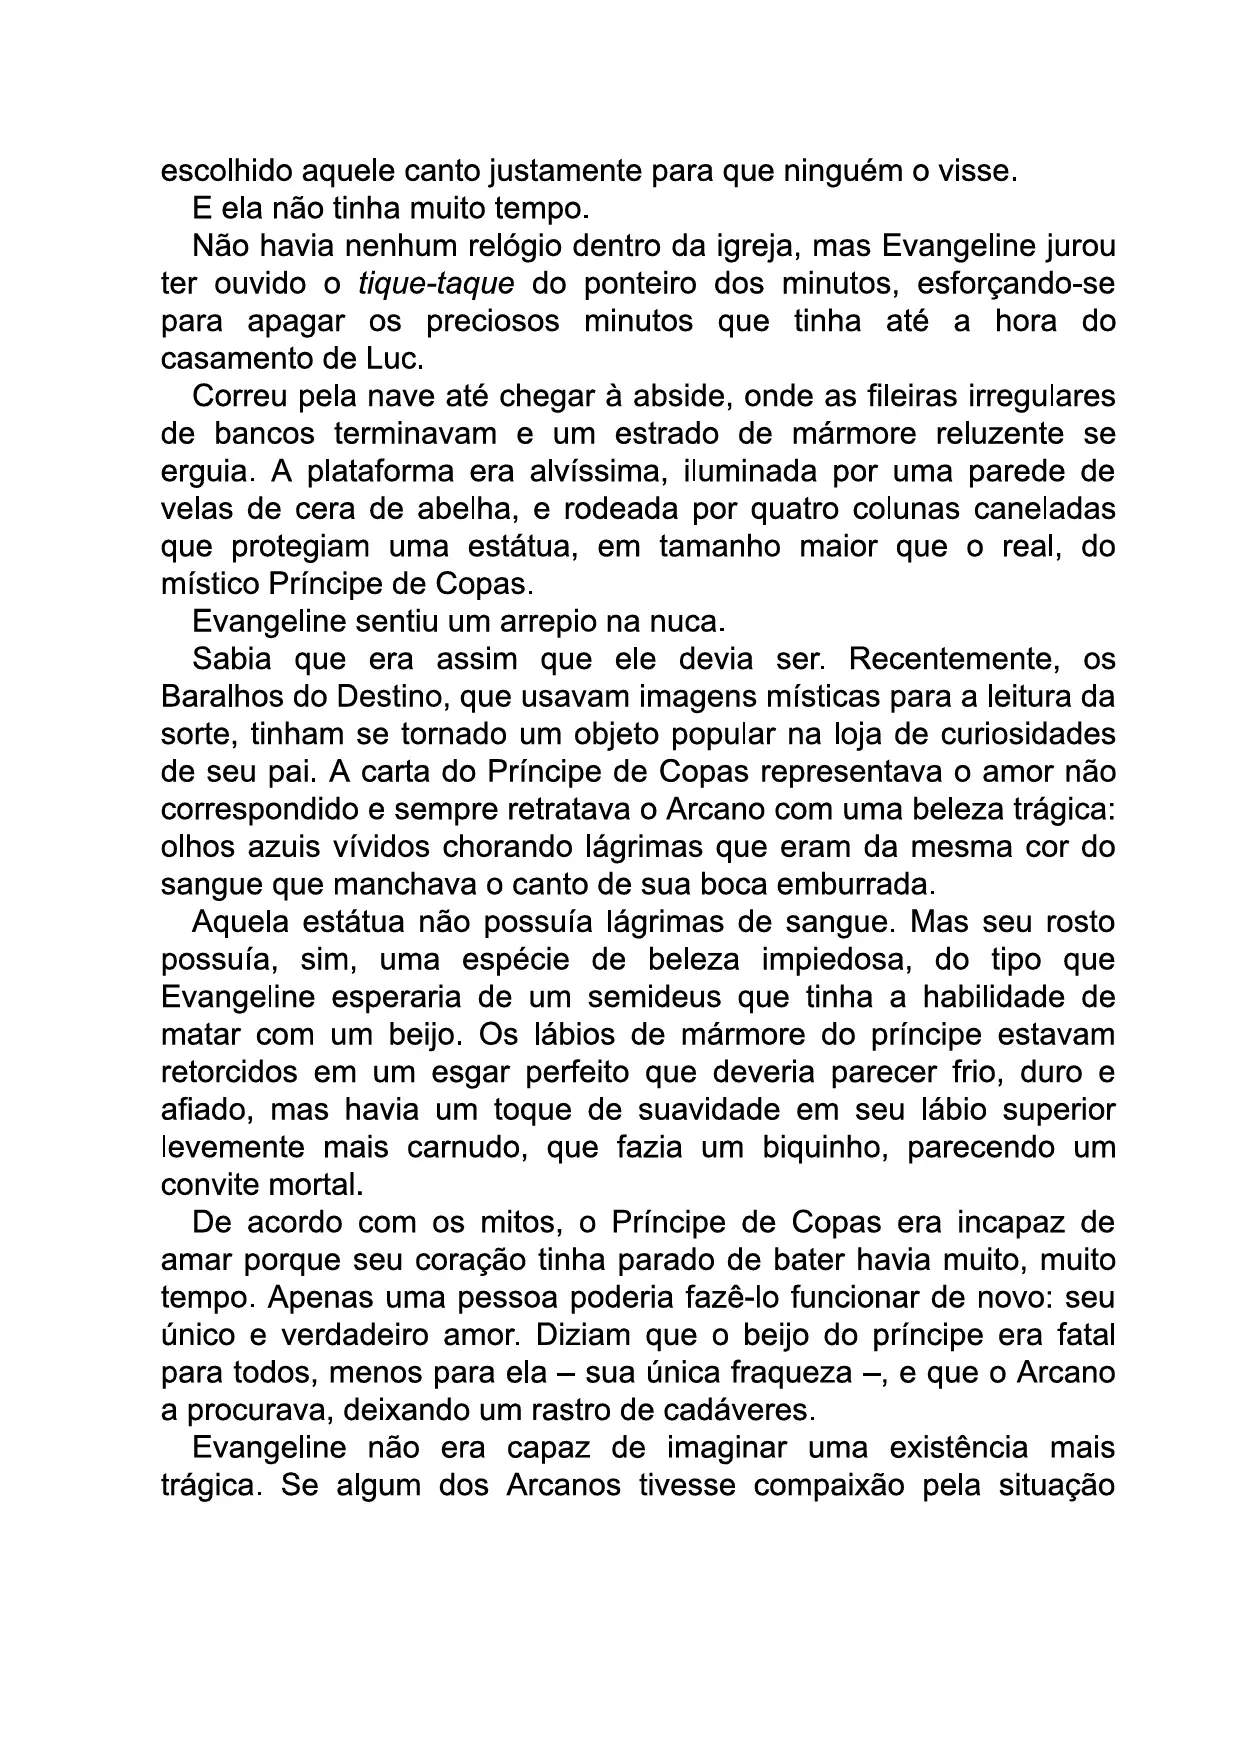 escolhido aquele canto justamente para que ninguém o visse.
E ela não tinha muito tempo.
Não havia nenhum relógio dentro da igreja, mas Evangeline jurou
ter ouvido o tique-taque do ponteiro dos minutos, esforçando-se
para apagar os preciosos minutos que tinha até a hora do
casamento de Luc.
Correu pela nave até chegar à abside, onde as fileiras irregulares
de bancos terminavam e um estrado de mármore reluzente se
erguia. A plataforma era alvíssima, iluminada por uma parede de
velas de cera de abelha, e rodeada por quatro colunas caneladas
que protegiam uma estátua, em tamanho maior que o real, do
místico Príncipe de Copas.
Evangeline sentiu um arrepio na nuca.
Sabia que era assim que ele devia ser. Recentemente, os
Baralhos do Destino, que usavam imagens místicas para a leitura da
sorte, tinham se tornado um objeto popular na loja de curiosidades
de seu pai. A carta do Príncipe de Copas representava o amor não
correspondido e sempre retratava o Arcano com uma beleza trágica:
olhos azuis vívidos chorando lágrimas que eram da mesma cor do
sangue que manchava o canto de sua boca emburrada.
Aquela estátua não possuía lágrimas de sangue. Mas seu rosto
possuía, sim, uma espécie de beleza impiedosa, do tipo que
Evangeline esperaria de um semideus que tinha a habilidade de
matar com um beijo. Os lábios de mármore do príncipe estavam
retorcidos em um esgar perfeito que deveria parecer frio, duro e
afiado, mas havia um toque de suavidade em seu lábio superior
levemente mais carnudo, que fazia um biquinho, parecendo um
convite mortal.
De acordo com os mitos, o Príncipe de Copas era incapaz de
amar porque seu coração tinha parado de bater havia muito, muito
tempo. Apenas uma pessoa poderia fazê-lo funcionar de novo: seu
único e verdadeiro amor. Diziam que o beijo do príncipe era fatal
para todos, menos para ela – sua única fraqueza –, e que o Arcano
a procurava, deixando um rastro de cadáveres.
Evangeline não era capaz de imaginar uma existência mais
trágica. Se algum dos Arcanos tivesse compaixão pela situação